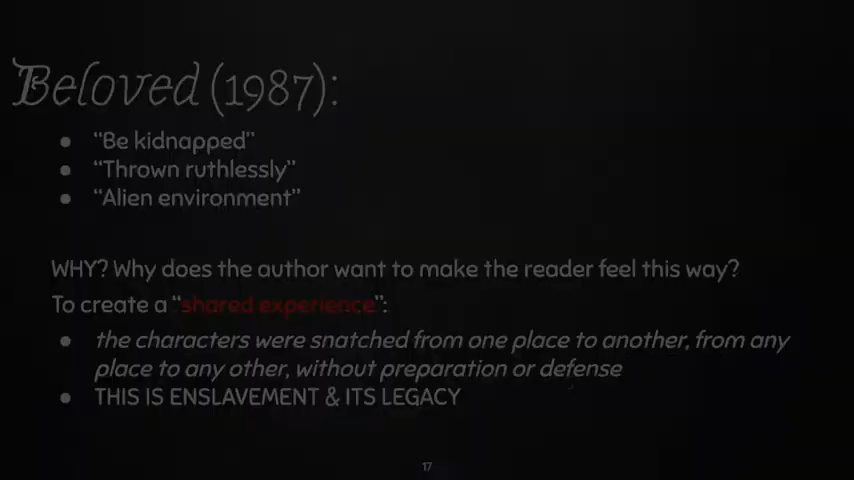 Beloved (1987):
● “Be kidnapped”
● “Thrown ruthlessly”
● “Alien environment”
WHY? Why does the author want to make the reader feel this way?
To create a “shared experience”:
● the characters were snatched from one place to another, from any
place to any other, without preparation or defense
● THIS IS ENSLAVEMENT & ITS LEGACY
17